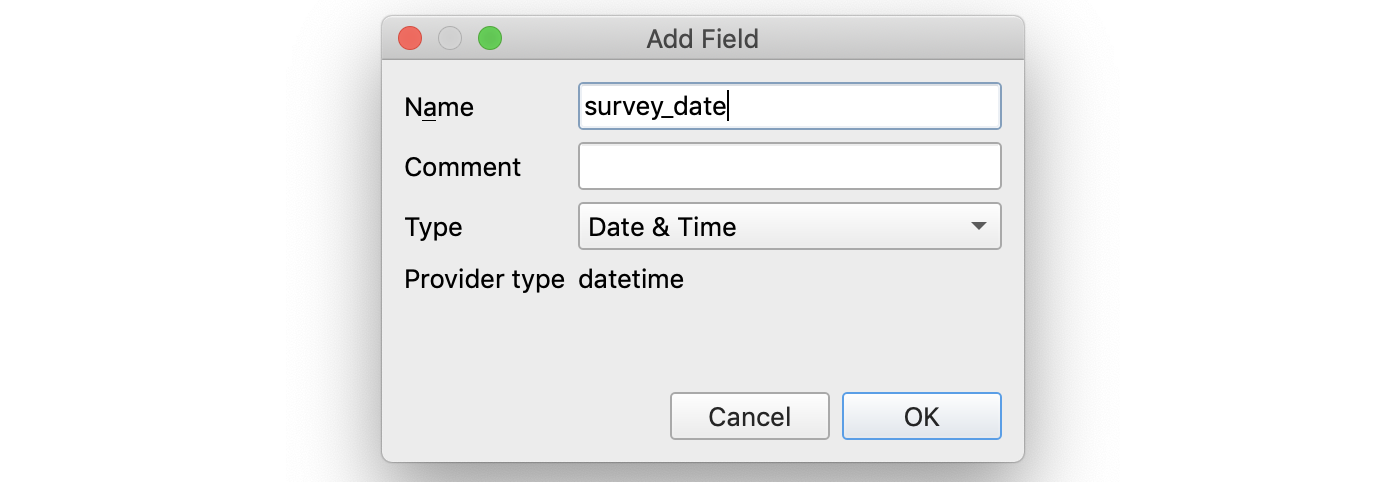 Add Field
Name survey_date
Comment
Type Date & Time
Provider type datetime
Cancel OK